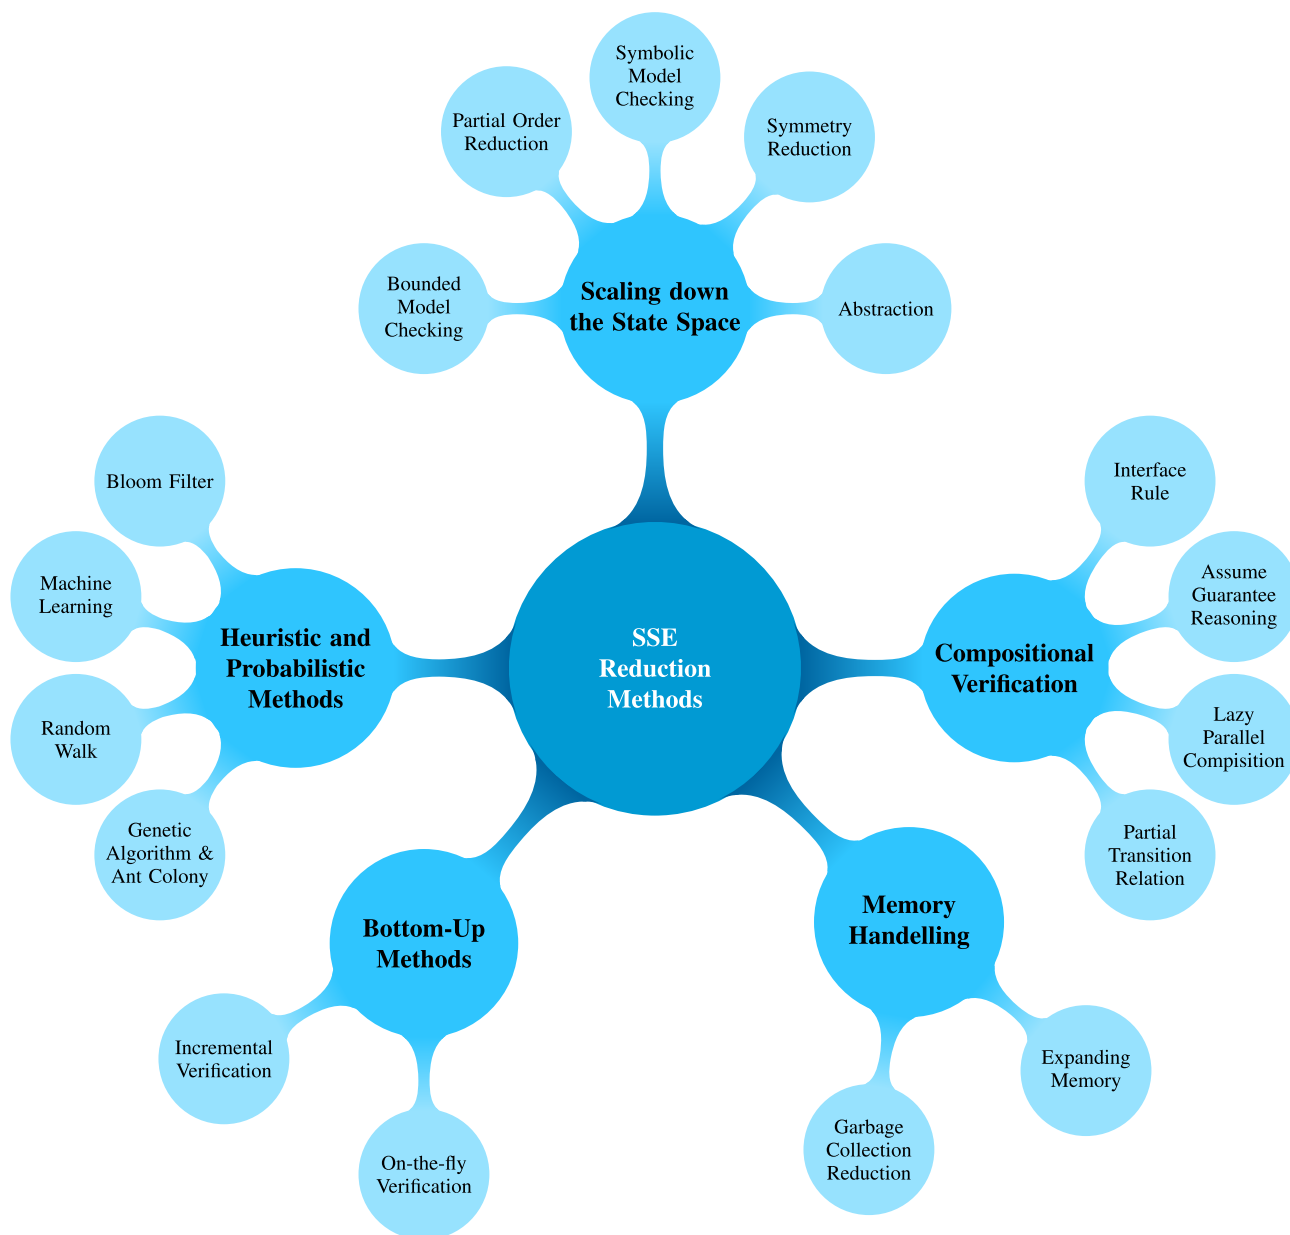 Symbolic
Model
Checking
Partial Order
Reduction
Symmetry
Reduction
Bounded
Model
Checking
Scaling down
the State Space
Abstraction
Bloom Filter
Interface
Rule
Machine
Learning
Assume
Guarantee
Reasoning
Heuristic and
Probabilistic
Methods
SSE
Reduction
Methods
Compositional
Verification
Random
Walk
Lazy
Parallel
Compisition
Genetic
Algorithm &
Ant Colony
Partial
Transition
Relation
Bottom-Up
Methods
Memory
Handelling
Incremental
Verification
Expanding
Memory
On-the-fly
Verification
Garbage
Collection
Reduction